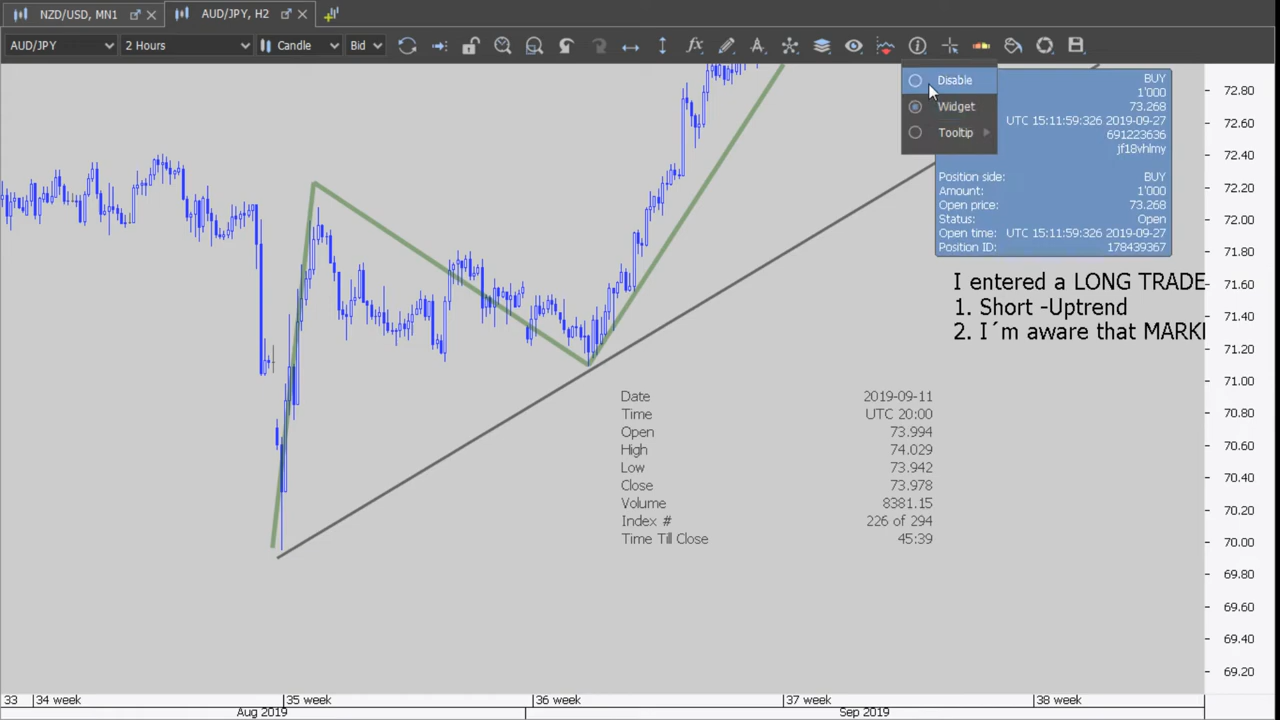 NZD/USD, MN1
AUD/JPY, H2
AUD/JPY
2 Hours
Candle
Bid
Disable
Widget
Tooltip
BUY
1'000
73.268
UTC 15:11:59:326 2019-09-27
691223636
jf18vhlmy
Position side: BUY
Amount: 1'000
Open price: 73.268
Status: Open
Open time: UTC 15:11:59:326 2019-09-27
Position ID: 178439367
I entered a LONG TRADE
1. Short -Uptrend
2. I´m aware that MARK
Date 2019-09-11
Time UTC 20:00
Open 73.994
High 74.029
Low 73.942
Close 73.978
Volume 8381.15
Index # 226 of 294
Time Till Close 45:39
72.80
72.60
72.40
72.20
72.00
71.80
71.60
71.40
71.20
71.00
70.80
70.60
70.40
70.20
70.00
69.80
69.60
69.40
69.20
33 34 week 35 week 36 week 37 week 38 week
Aug 2019 Sep 2019